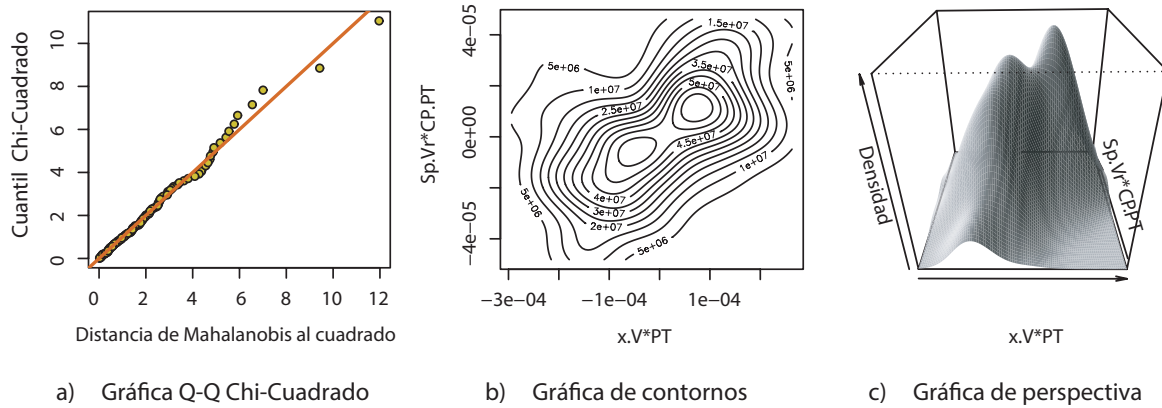 Cuantil Chi-Cuadrado
0
2
4
6
8
10
0 2 4 6 8 10 12
Distancia de Mahalanobis al cuadrado
a) Gráfica Q-Q Chi-Cuadrado
Sp.Vr*CP.PT
4e-05
0e+00
−4e-05
1.5e+07
5e+06
5e+06
1e+07
3.5e+07
5e+07
2.5e+07
4.5e+07
1e+07
5e+06
4e+07
3e+07
2e+07
5e+06
−3e−04 −1e−04 1e−04
x.V*PT
b) Gráfica de contornos
Densidad
Sp.Vr*CP.PT
x.V*PT
c) Gráfica de perspectiva